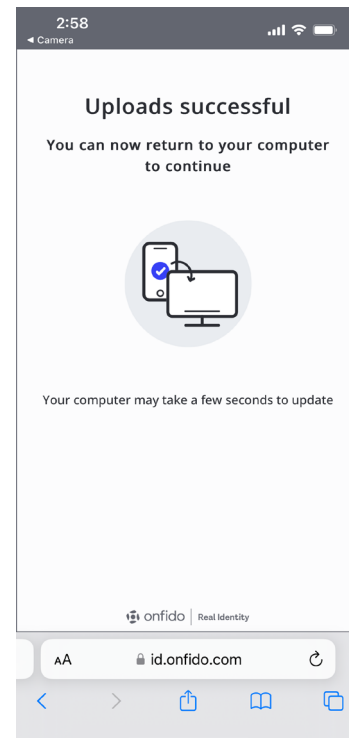 2:58
◀ Camera
Uploads successful
You can now return to your computer
to continue
Your computer may take a few seconds to update
onfido | Real Identity
AA
id.onfido.com